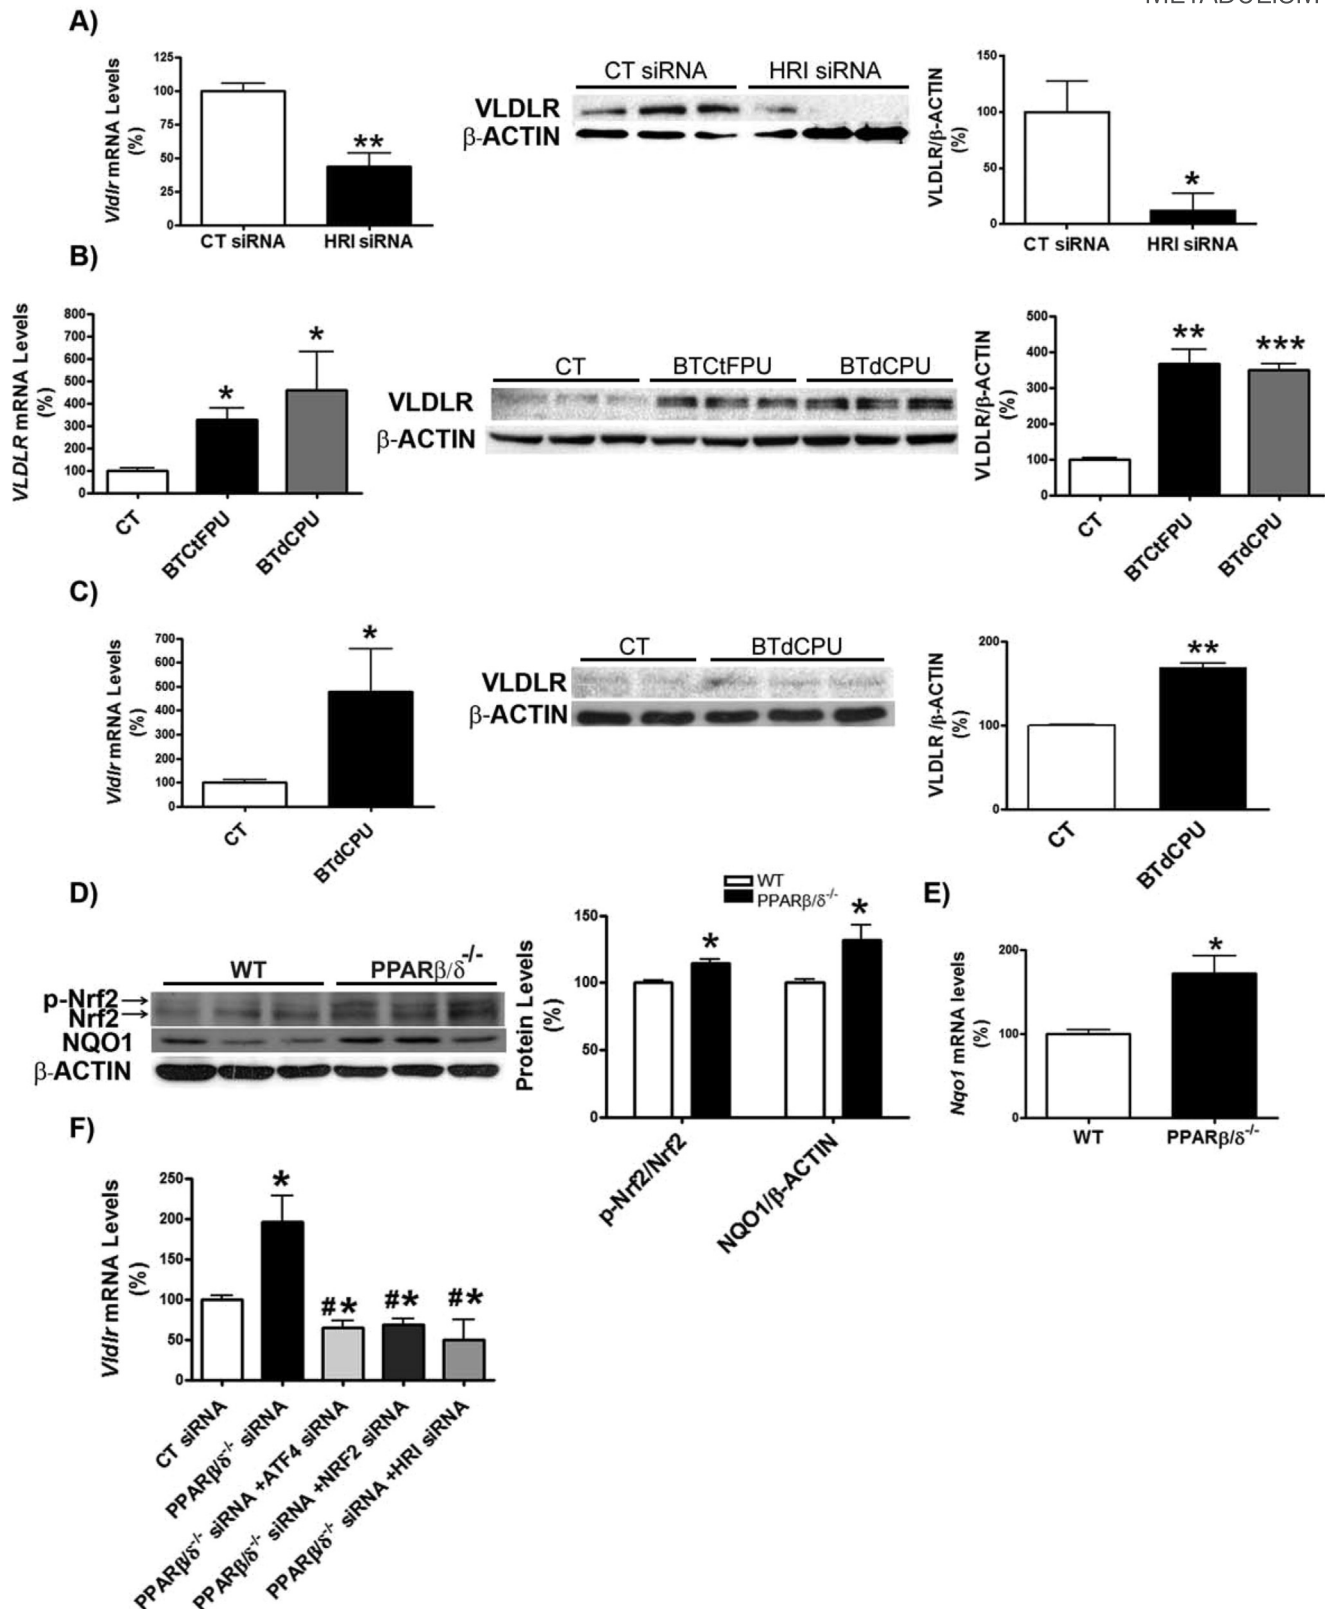 METABOLISM
A)
Vldlr mRNA Levels
(%)
125
100
75
50
25
0
**
CT siRNA
HRI siRNA
CT siRNA
HRI siRNA
VLDLR
β-ACTIN
VLDLR/β-ACTIN
(%)
150
100
50
0
*
CT siRNA
HRI siRNA
B)
VLDLR mRNA Levels
(%)
800
700
600
500
400
300
200
100
0
*
*
CT
BTCtFPU
BTdCPU
CT
BTCtFPU
BTdCPU
VLDLR
β-ACTIN
VLDLR/β-ACTIN
(%)
500
400
300
200
100
0
**
***
CT
BTCtFPU
BTdCPU
C)
Vldlr mRNA Levels
(%)
700
600
500
400
300
200
100
0
*
CT
BTdCPU
CT
BTdCPU
VLDLR
β-ACTIN
VLDLR /β-ACTIN
(%)
200
100
0
**
CT
BTdCPU
D)
WT
PPARβ/δ-/-
p-Nrf2→
Nrf2→
NQO1
β-ACTIN
WT
PPARβ/δ-/-
Protein Levels
(%)
150
100
50
0
*
*
p-Nrf2/Nrf2
NQO1/β-ACTIN
E)
Nqo1 mRNA levels
(%)
200
100
0
*
WT
PPARβ/δ-/-
F)
Vldlr mRNA Levels
(%)
250
200
150
100
50
0
*
#*
#*
#*
CT siRNA
PPARβ/δ-/- siRNA
PPARβ/δ-/- siRNA +ATF4 siRNA
PPARβ/δ-/- siRNA +NRF2 siRNA
PPARβ/δ-/- siRNA +HRI siRNA